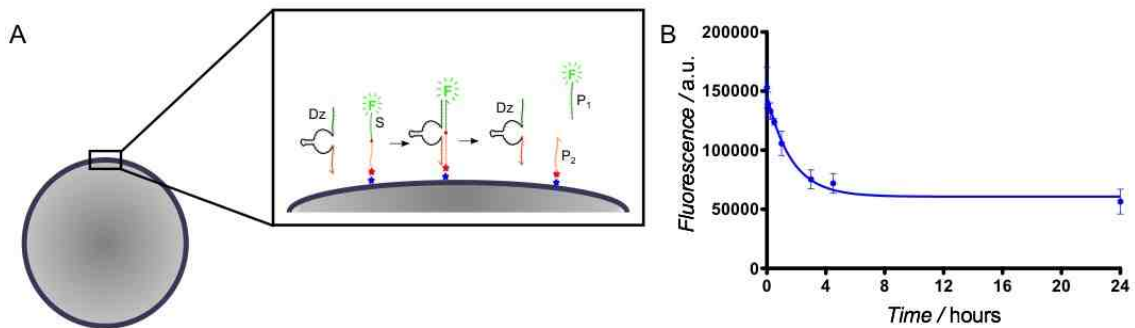 A
F
F
F
Dz
S
Dz
P1
P2
B
Fluorescence / a.u.
200000
150000
100000
50000
0
0 4 8 12 16 20 24
Time / hours